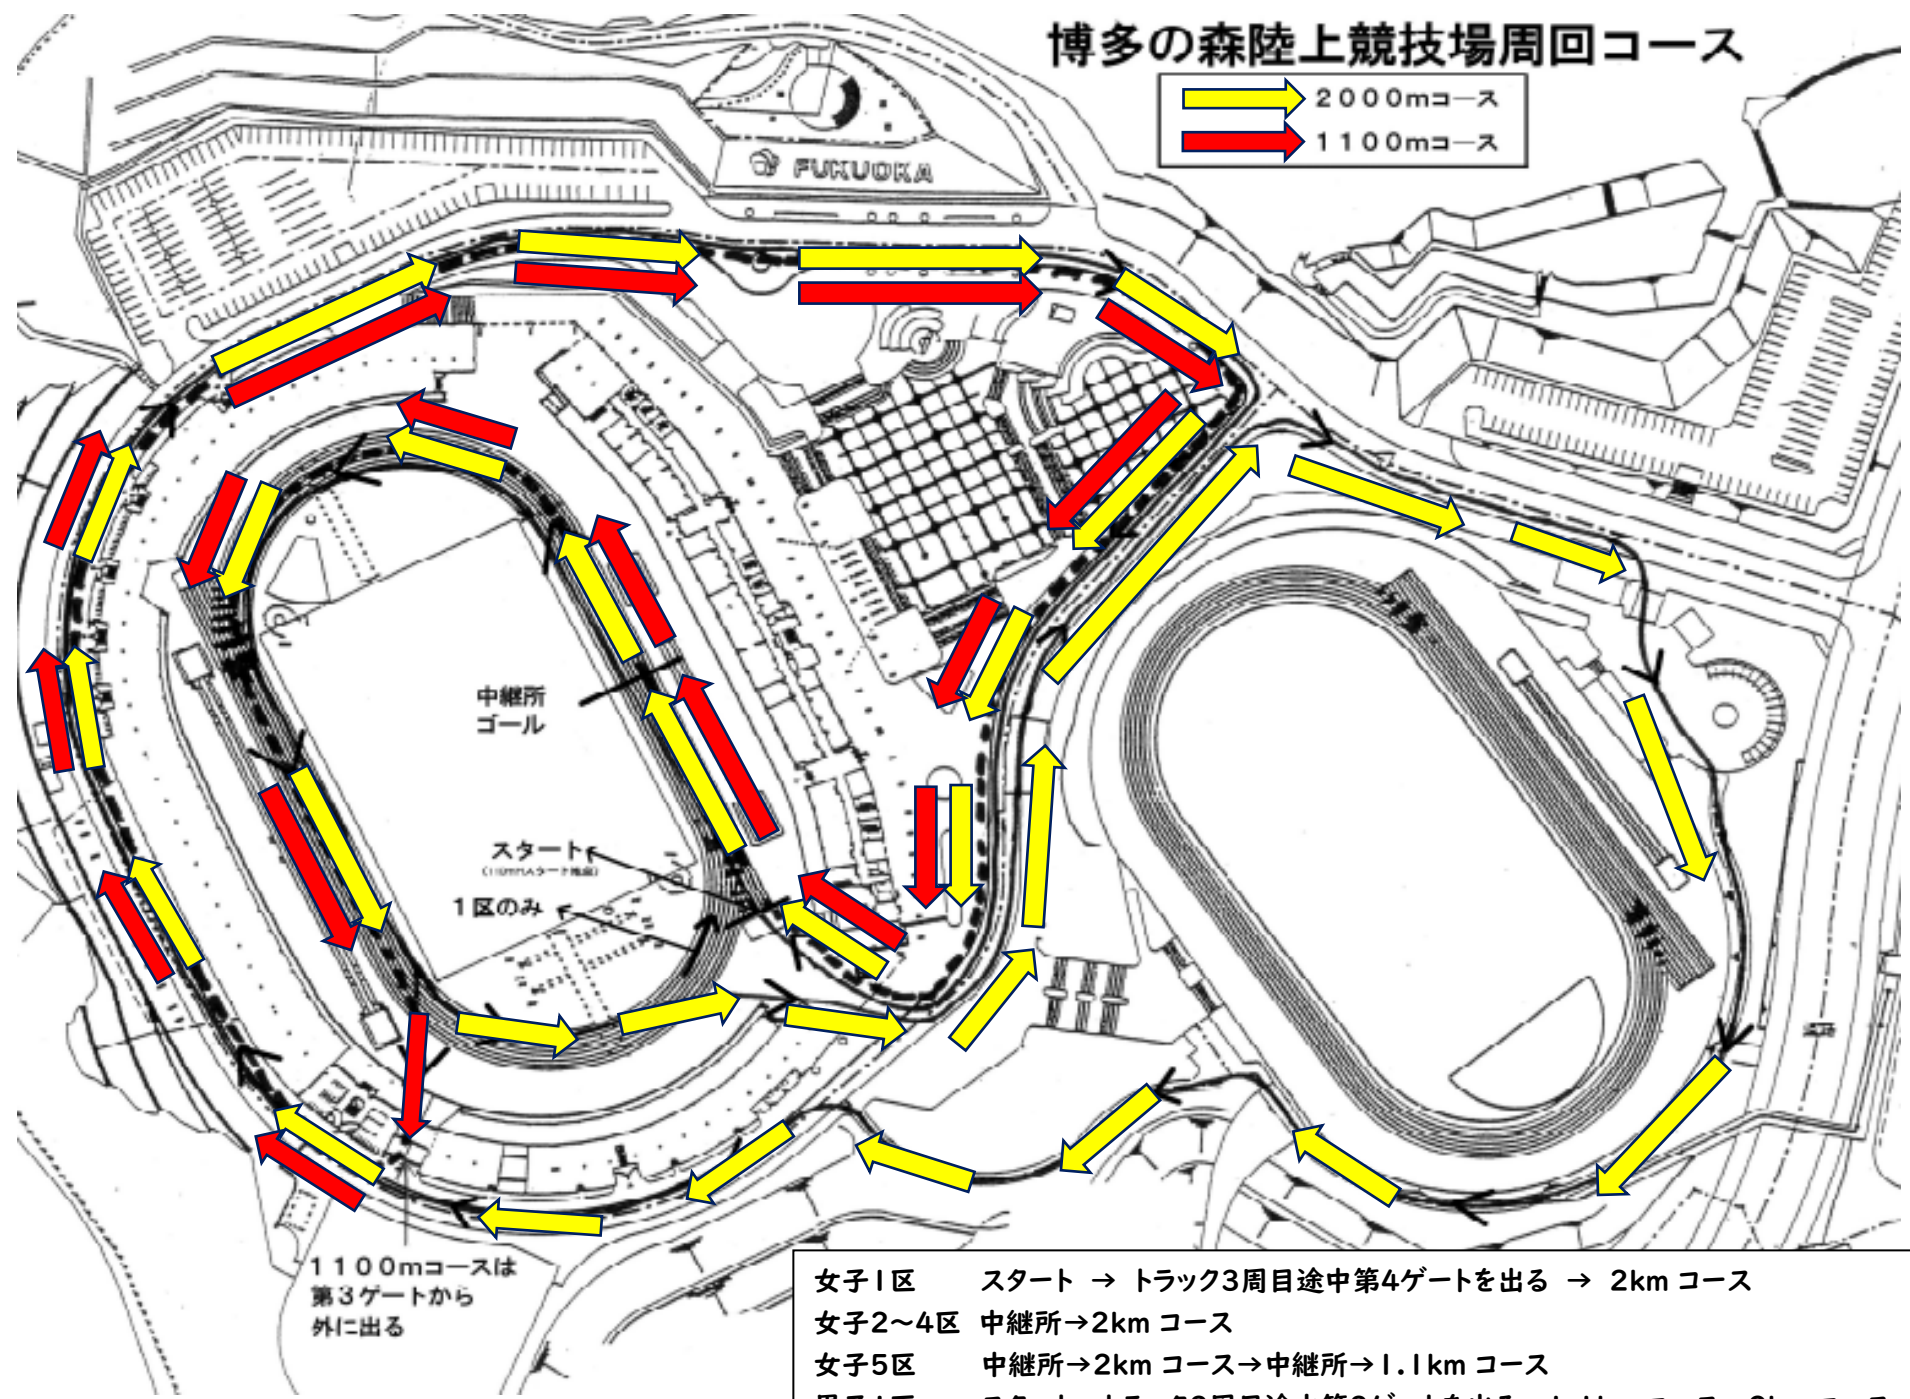 博多の森陸上競技場周回コース
2000mコース
1100mコース
FUKUOKA
中継所
ゴール
スタート
1区のみ
1100mコースは
第3ゲートから
外に出る
女子1区 スタート → トラック3周目途中第4ゲートを出る → 2km コース
女子2〜4区 中継所→2km コース
女子5区 中継所→2km コース→中継所→1.1km コース